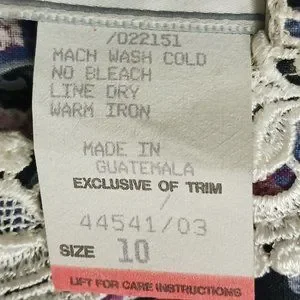 /022151
MACH WASH COLD
NO BLEACH
LINE DRY
WARM IRON
MADE IN
GUATEMALA
EXCLUSIVE OF TRIM
/
44541/03
SIZE 10
LIFT FOR CARE INSTRUCTIONS